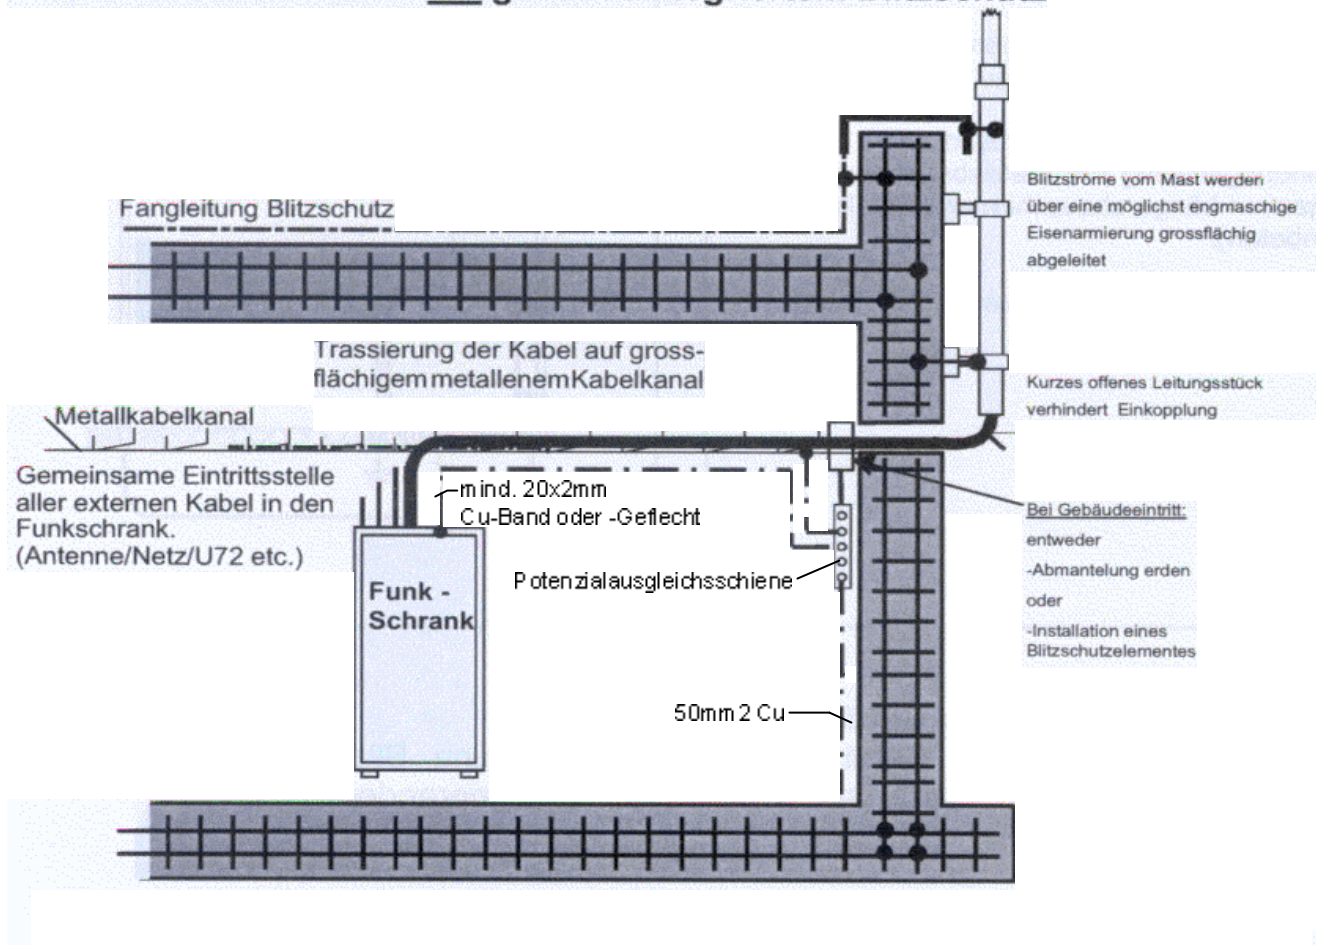 Fangleitung Blitzschutz
Blitzströme vom Mast werden
über eine möglichst engmaschige
Eisenarmierung grossflächig
abgeleitet
Trassierung der Kabel auf gross-
flächigem metallenem Kabelkanal
Kurzes offenes Leitungsstück
verhindert Einkopplung
Metallkabelkanal
Gemeinsame Eintrittsstelle
aller externen Kabel in den
Funkschrank.
(Antenne/Netz/U72 etc.)
mind. 20x2mm
Cu-Band oder -Geflecht
Bei Gebäudeeintritt:
entweder
-Abmantelung erden
oder
-Installation eines
Blitzschutzelementes
Potenzialausgleichsschiene
Funk -
Schrank
50mm2 Cu